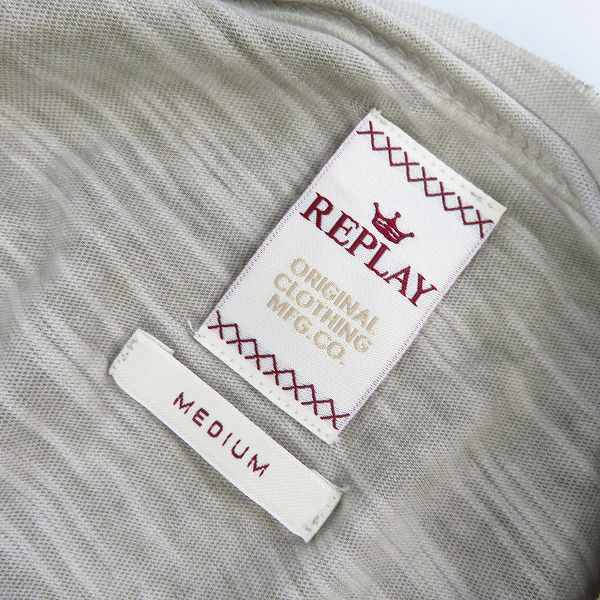 REPLAY
ORIGINAL
CLOTHING
MFG.CO.
MEDIUM